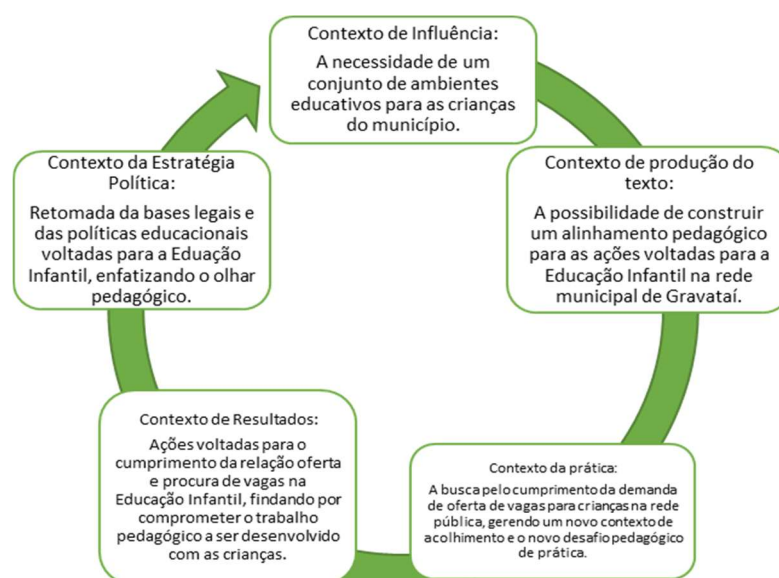 Contexto de Influência:
A necessidade de um
conjunto de ambientes
educativos para as crianças
do município.
Contexto de produção do
texto:
A possibilidade de construir
um alinhamento pedagógico
para as ações voltadas para a
Educação Infantil na rede
municipal de Gravataí.
Contexto da prática:
A busca pelo cumprimento da demanda
de oferta de vagas para crianças na rede
pública, gerendo um novo contexto de
acolhimento e o novo desafio pedagógico
de prática.
Contexto de Resultados:
Ações voltadas para o
cumprimento da relação oferta
e procura de vagas na
Educação Infantil, findando por
comprometer o trabalho
pedagógico a ser desenvolvido
com as crianças.
Contexto da Estratégia
Política:
Retomada da bases legais e
das políticas educacionais
voltadas para a Eduação
Infantil, enfatizando o olhar
pedagógico.